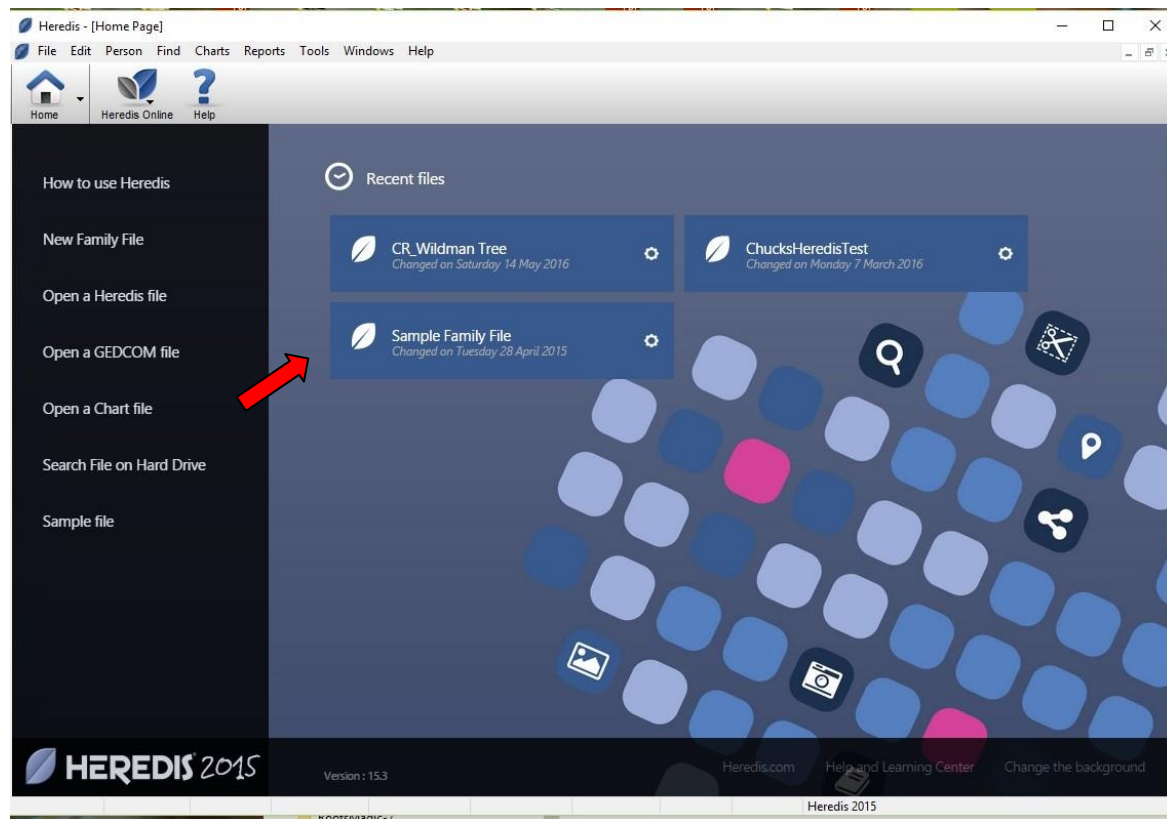 Heredis - [Home Page]
File Edit Person Find Charts Reports Tools Windows Help
Home Heredis Online Help
How to use Heredis
New Family File
Open a Heredis file
Open a GEDCOM file
Open a Chart file
Search File on Hard Drive
Sample file
Recent files
CR_Wildman Tree
Changed on Saturday 14 May 2016
ChucksHeredisTest
Changed on Monday 7 March 2016
Sample Family File
Changed on Tuesday 28 April 2015
HEREDIS 2015
Version : 15.3
Heredis.com Help and Learning Center Change the background
Heredis 2015